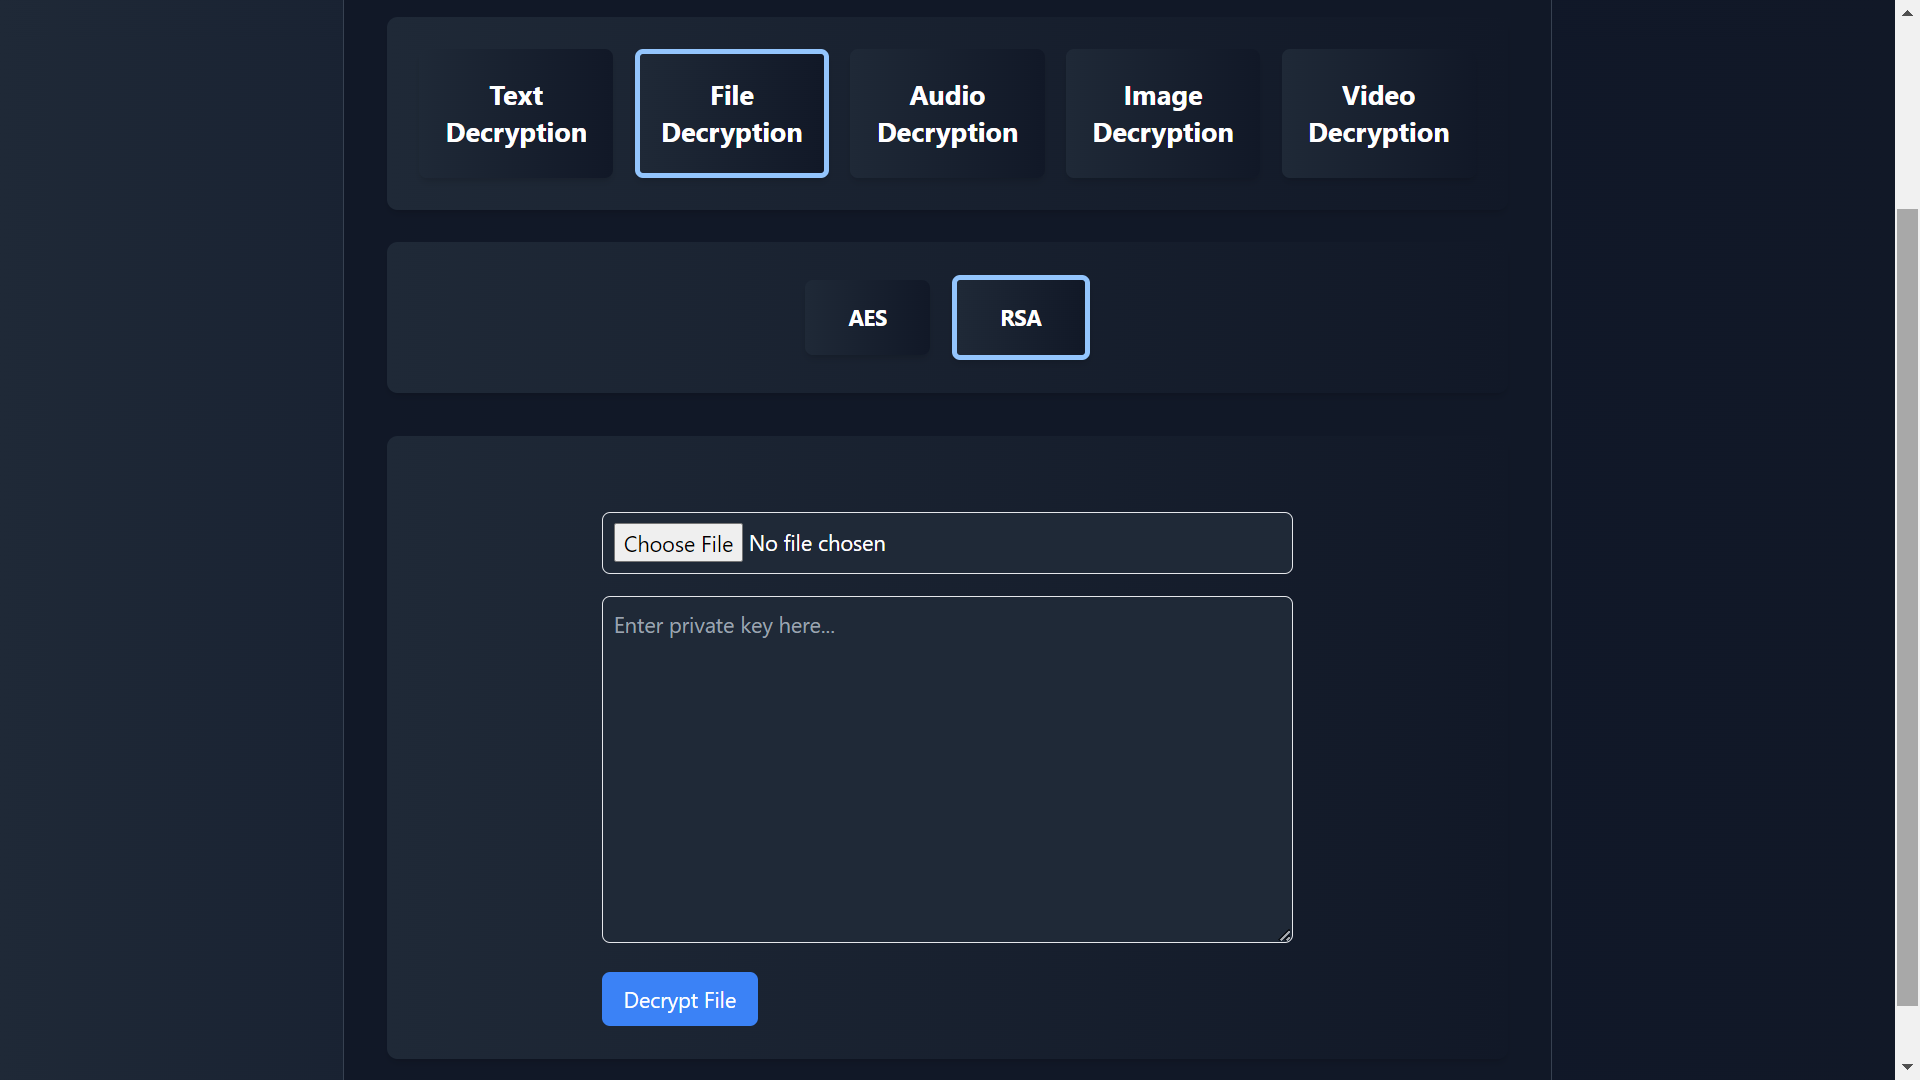 Text Decryption
File Decryption
Audio Decryption
Image Decryption
Video Decryption
AES
RSA
Choose File No file chosen
Enter private key here...
Decrypt File